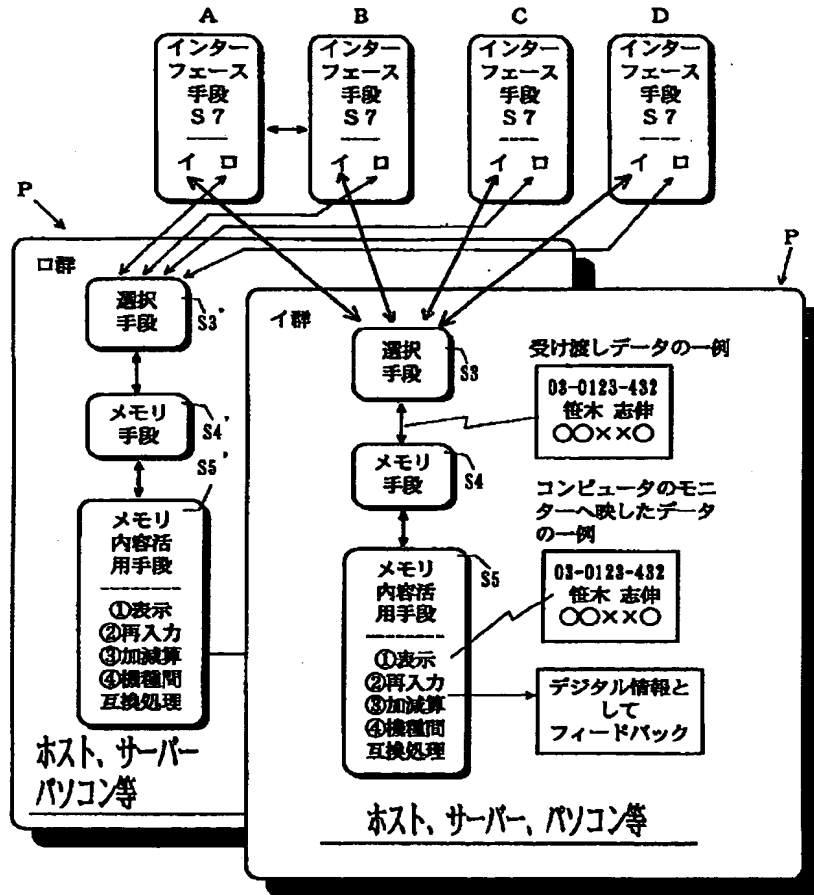 A
B
C
D
インター
フェース
手段
S7
イ ロ
インター
フェース
手段
S7
イ ロ
インター
フェース
手段
S7
イ ロ
インター
フェース
手段
S7
イ ロ
P
P
ロ群
選択
手段
S3'
メモリ
手段
S4'
S5'
メモリ
内容活
用手段
①表示
②再入力
③加減算
④機種間
互換処理
ホスト、サーバー
パソコン等
イ群
選択
手段
S3
受け渡しデータの一例
03-0123-432
笹木 志伸
○○××○
メモリ
手段
S4
コンピュータのモニ
ターへ映したデータ
の一例
03-0123-432
笹木 志伸
○○××○
メモリ
内容活
用手段
S5
①表示
②再入力
③加減算
④機種間
互換処理
デジタル情報と
して
フィードバック
ホスト、サーバー、パソコン等